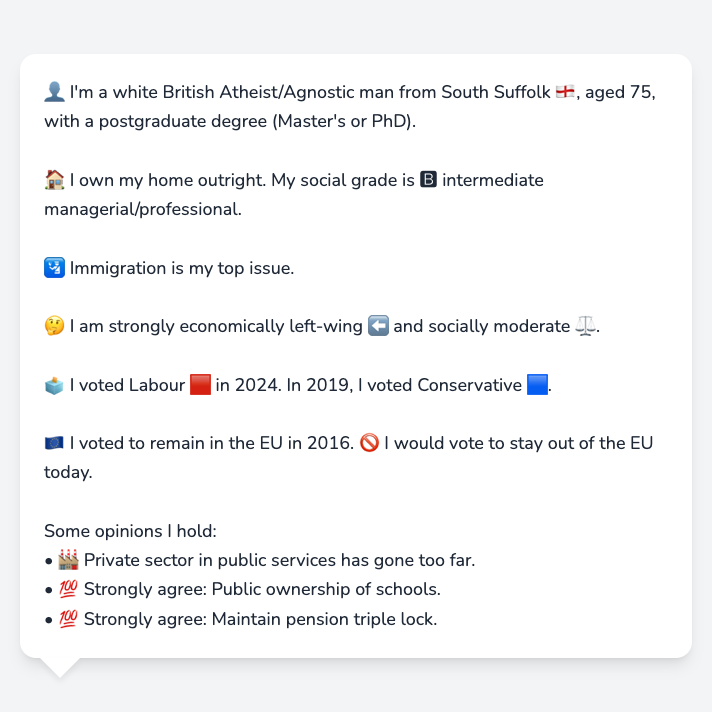 👤 I'm a white British Atheist/Agnostic man from South Suffolk 🏴󠁧󠁢󠁥󠁮󠁧󠁿, aged 75,
with a postgraduate degree (Master's or PhD).
🏠 I own my home outright. My social grade is 🅱 intermediate
managerial/professional.
🛂 Immigration is my top issue.
🤔 I am strongly economically left-wing ⬅️ and socially moderate ⚖️.
🗳️ I voted Labour 🟥 in 2024. In 2019, I voted Conservative 🟦.
🇪🇺 I voted to remain in the EU in 2016. 🚫 I would vote to stay out of the EU
today.
Some opinions I hold:
• 🏭 Private sector in public services has gone too far.
• 💯 Strongly agree: Public ownership of schools.
• 💯 Strongly agree: Maintain pension triple lock.